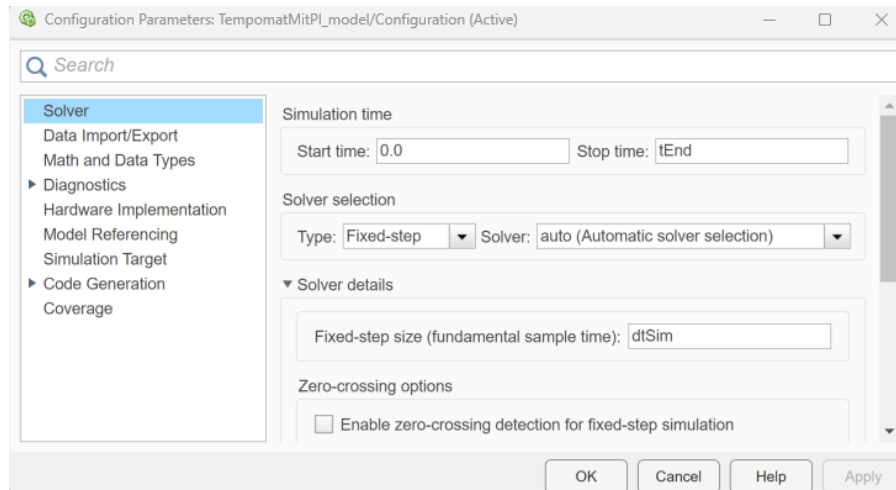 Configuration Parameters: TempomatMitPI_model/Configuration (Active)
Search
Solver
Data Import/Export
Math and Data Types
Diagnostics
Hardware Implementation
Model Referencing
Simulation Target
Code Generation
Coverage
Simulation time
Start time: 0.0 Stop time: tEnd
Solver selection
Type: Fixed-step Solver: auto (Automatic solver selection)
Solver details
Fixed-step size (fundamental sample time): dtSim
Zero-crossing options
Enable zero-crossing detection for fixed-step simulation
OK Cancel Help Apply